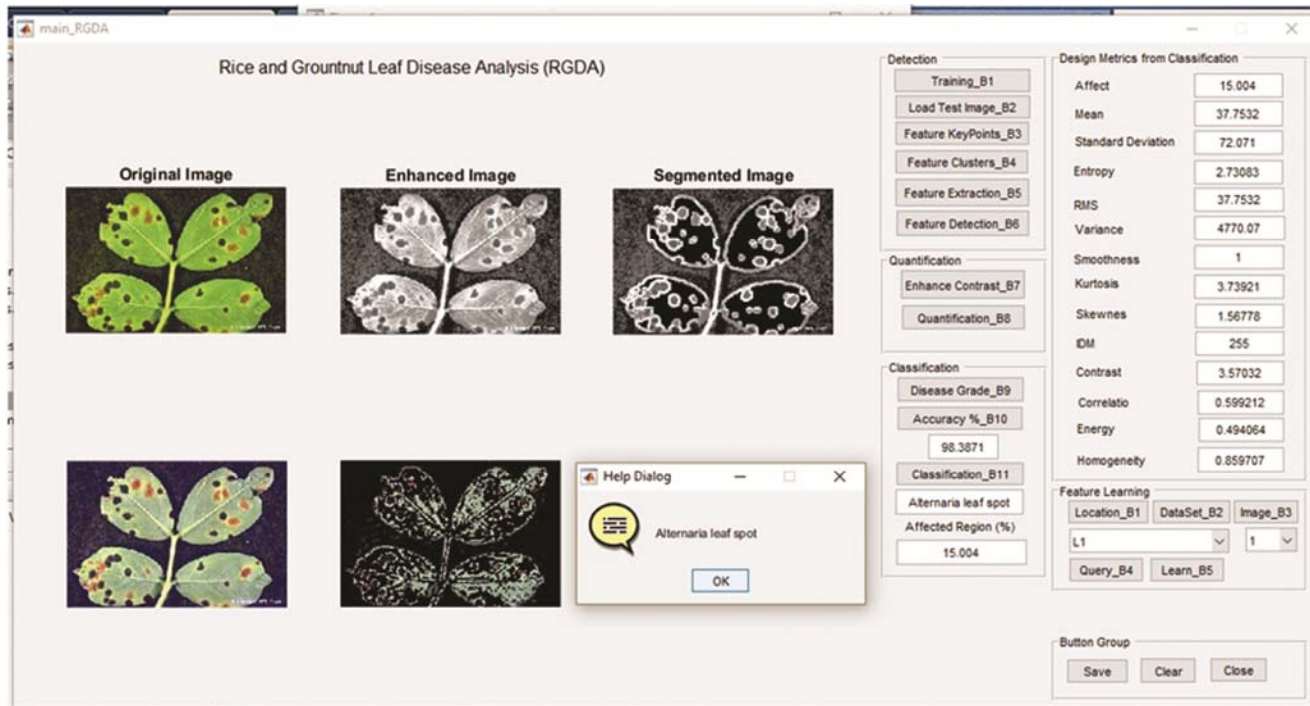 main_RGDA
Rice and Grountnut Leaf Disease Analysis (RGDA)
Original Image
Enhanced Image
Segmented Image
Help Dialog
Alternaria leaf spot
OK
Detection
Training_B1
Load Test Image_B2
Feature KeyPoints_B3
Feature Clusters_B4
Feature Extraction_B5
Feature Detection_B6
Quantification
Enhance Contrast_B7
Quantification_B8
Classification
Disease Grade_B9
Accuracy %_B10
98.3871
Classification_B11
Alternaria leaf spot
Affected Region (%)
15.004
Design Metrics from Classification
Affect 15.004
Mean 37.7532
Standard Deviation 72.071
Entropy 2.73083
RMS 37.7532
Variance 4770.07
Smoothness 1
Kurtosis 3.73921
Skewnes 1.56778
IDM 255
Contrast 3.57032
Correlatio 0.599212
Energy 0.494064
Homogeneity 0.859707
Feature Learning
Location_B1 DataSet_B2 Image_B3
L1 1
Query_B4 Learn_B5
Button Group
Save Clear Close